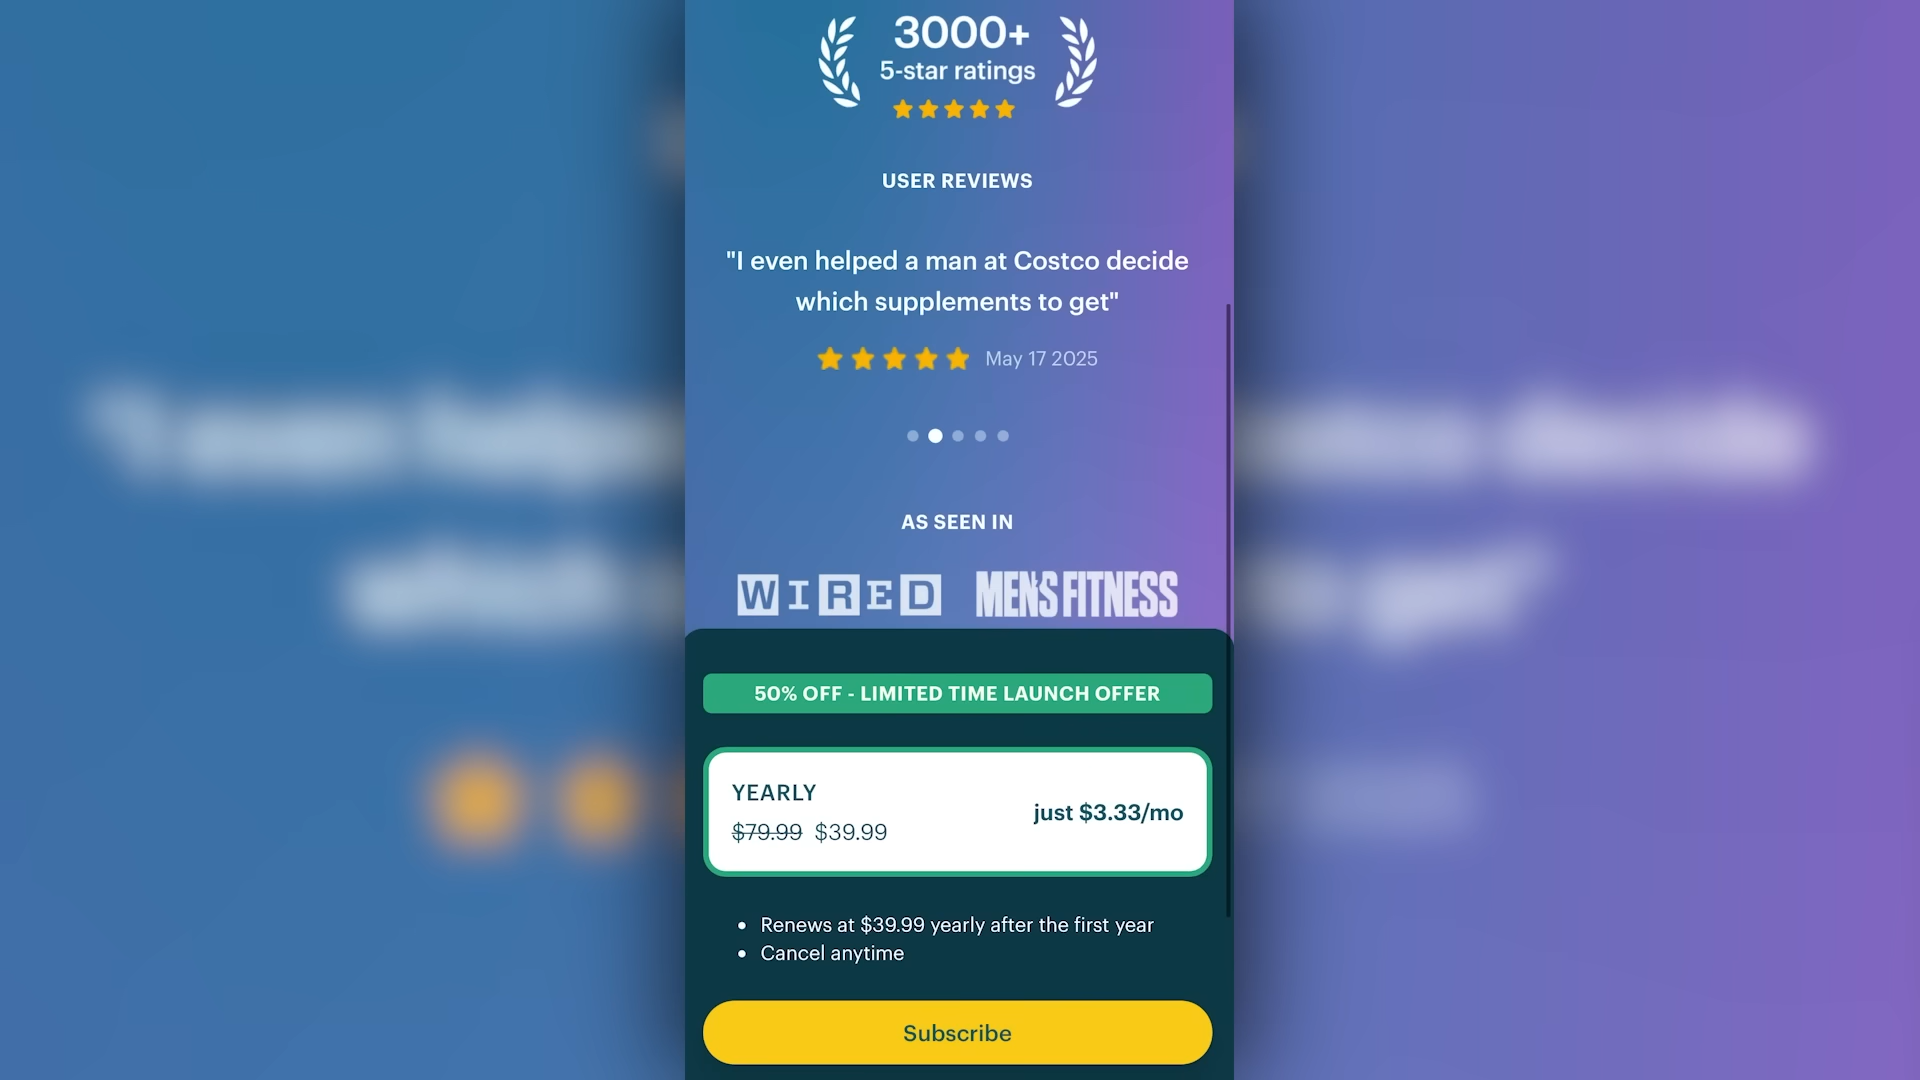 3000+
5-star ratings
USER REVIEWS
"I even helped a man at Costco decide
which supplements to get"
May 17 2025
AS SEEN IN
WIRED MEN'S FITNESS
50% OFF - LIMITED TIME LAUNCH OFFER
YEARLY
$79.99 $39.99
just $3.33/mo
• Renews at $39.99 yearly after the first year
• Cancel anytime
Subscribe